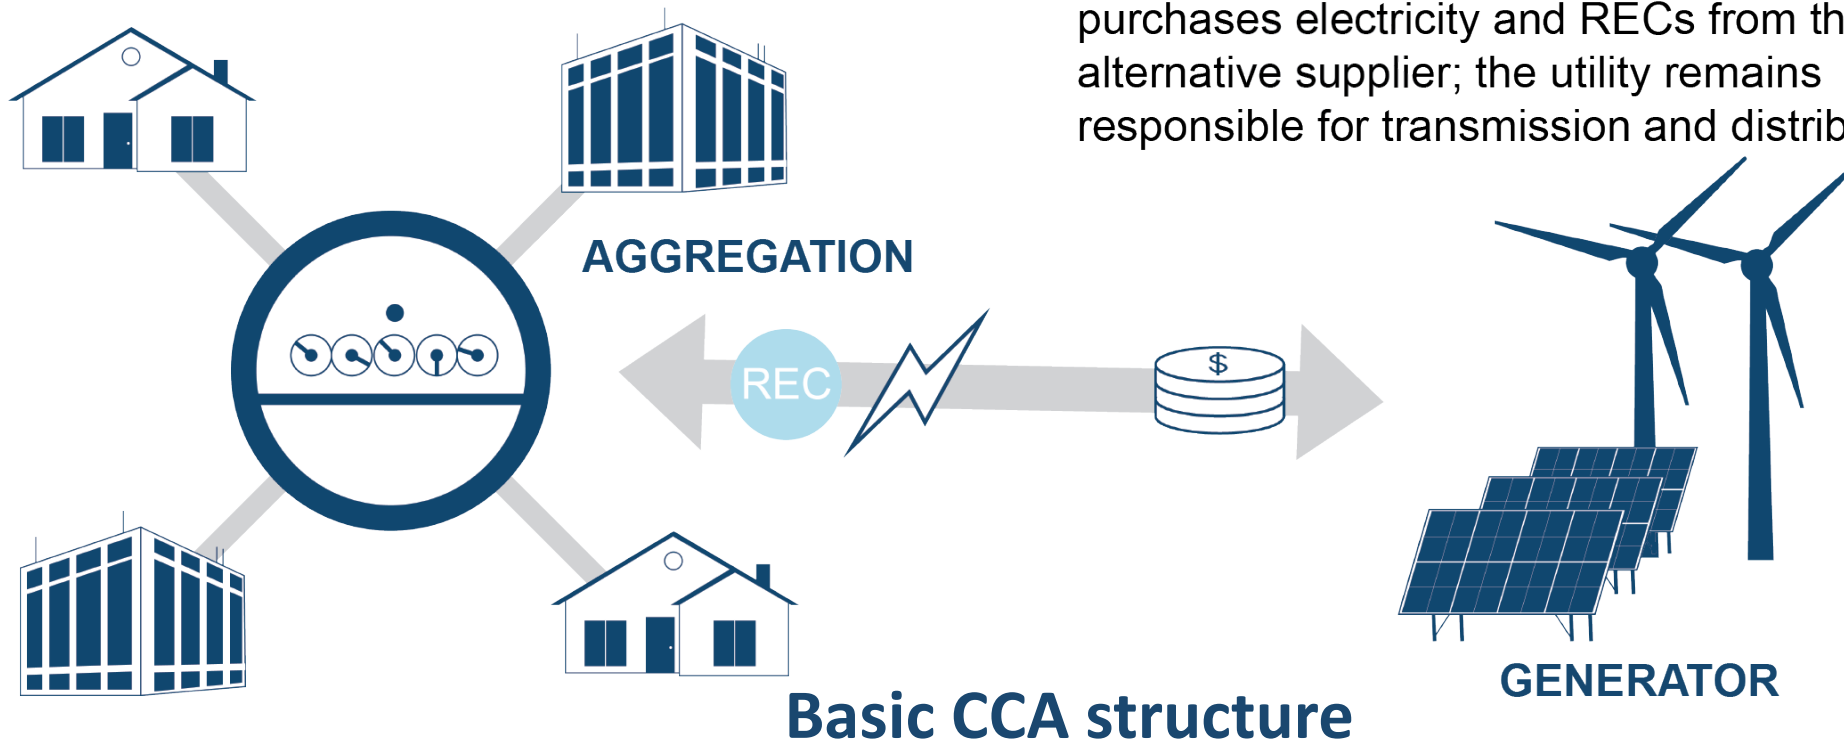 purchases electricity and RECs from th
alternative supplier; the utility remains
responsible for transmission and distrib
AGGREGATION
REC
$
GENERATOR
Basic CCA structure